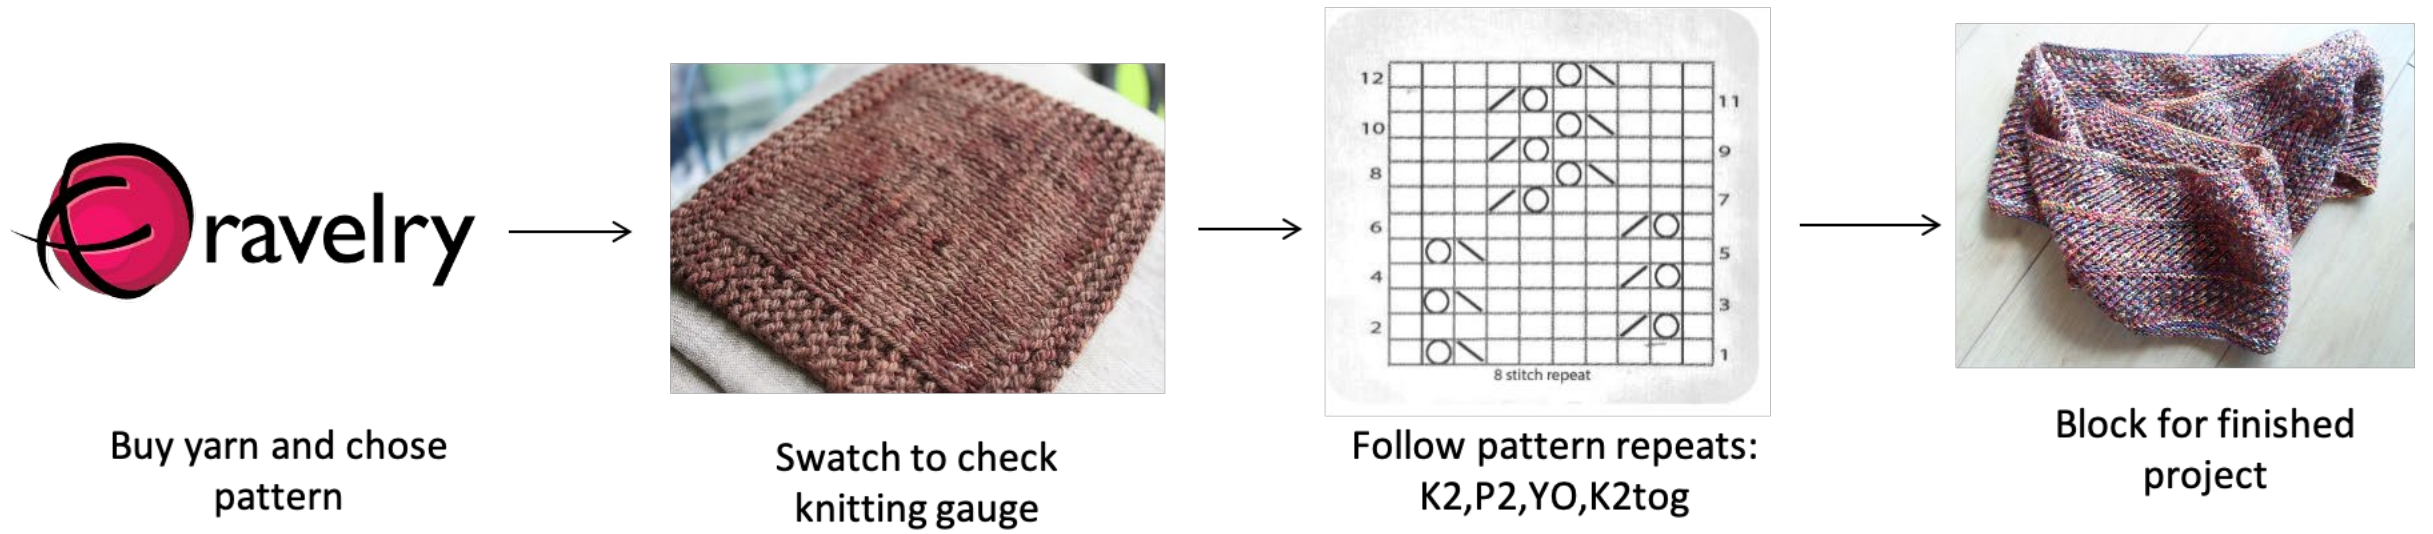 ravelry
Buy yarn and chose
pattern
Swatch to check
knitting gauge
12
11
10
9
8
7
6
5
4
3
2
1
8 stitch repeat
Follow pattern repeats:
K2,P2,YO,K2tog
Block for finished
project